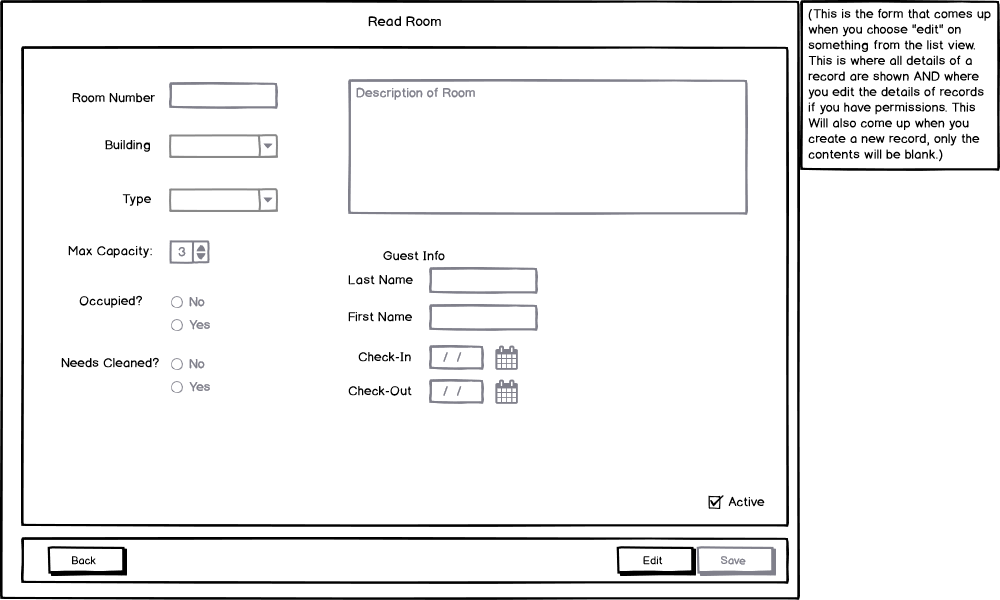 Read Room
(This is the form that comes up
when you choose "edit" on
something from the list view.
This is where all details of a
record are shown AND where
you edit the details of records
if you have permissions. This
Will also come up when you
create a new record, only the
contents will be blank.)
Room Number
Building
Type
Max Capacity: 3
Occupied? No
Yes
Needs Cleaned? No
Yes
Description of Room
Guest Info
Last Name
First Name
Check-In / /
Check-Out / /
Active
Back
Edit
Save